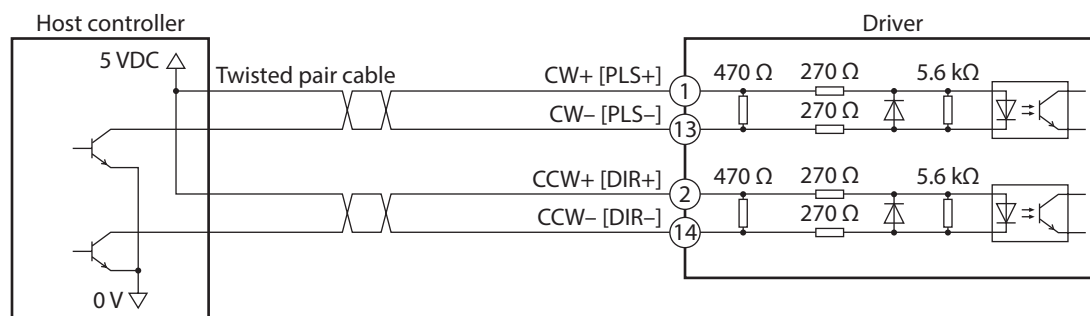 Host controller
Driver
5 VDC
Twisted pair cable
CW+ [PLS+]
1
470 Ω
270 Ω
5.6 kΩ
CW– [PLS–]
13
270 Ω
CCW+ [DIR+]
2
470 Ω
270 Ω
5.6 kΩ
CCW– [DIR–]
14
270 Ω
0 V